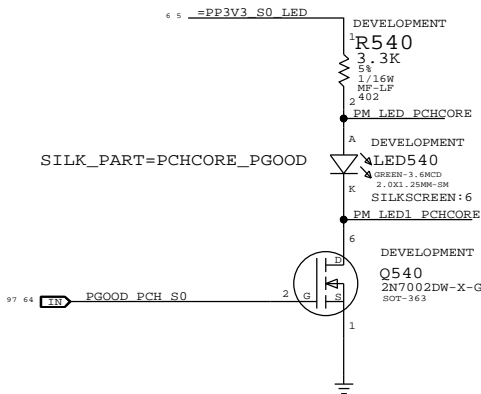 6 5 =PP3V3_S0_LED
DEVELOPMENT
1 R540
3.3K
5%
1/16W
MF-LF
402
2
PM_LED_PCHCORE
A DEVELOPMENT
SILK_PART=PCHCORE_PGOOD LED540
GREEN-3.6MCD
2.0X1.25MM-SM
K SILKSCREEN:6
PM_LED1_PCHCORE
6
DEVELOPMENT
D Q540
2N7002DW-X-G
SOT-363
97 64 IN PGOOD_PCH_S0 2 G S
1